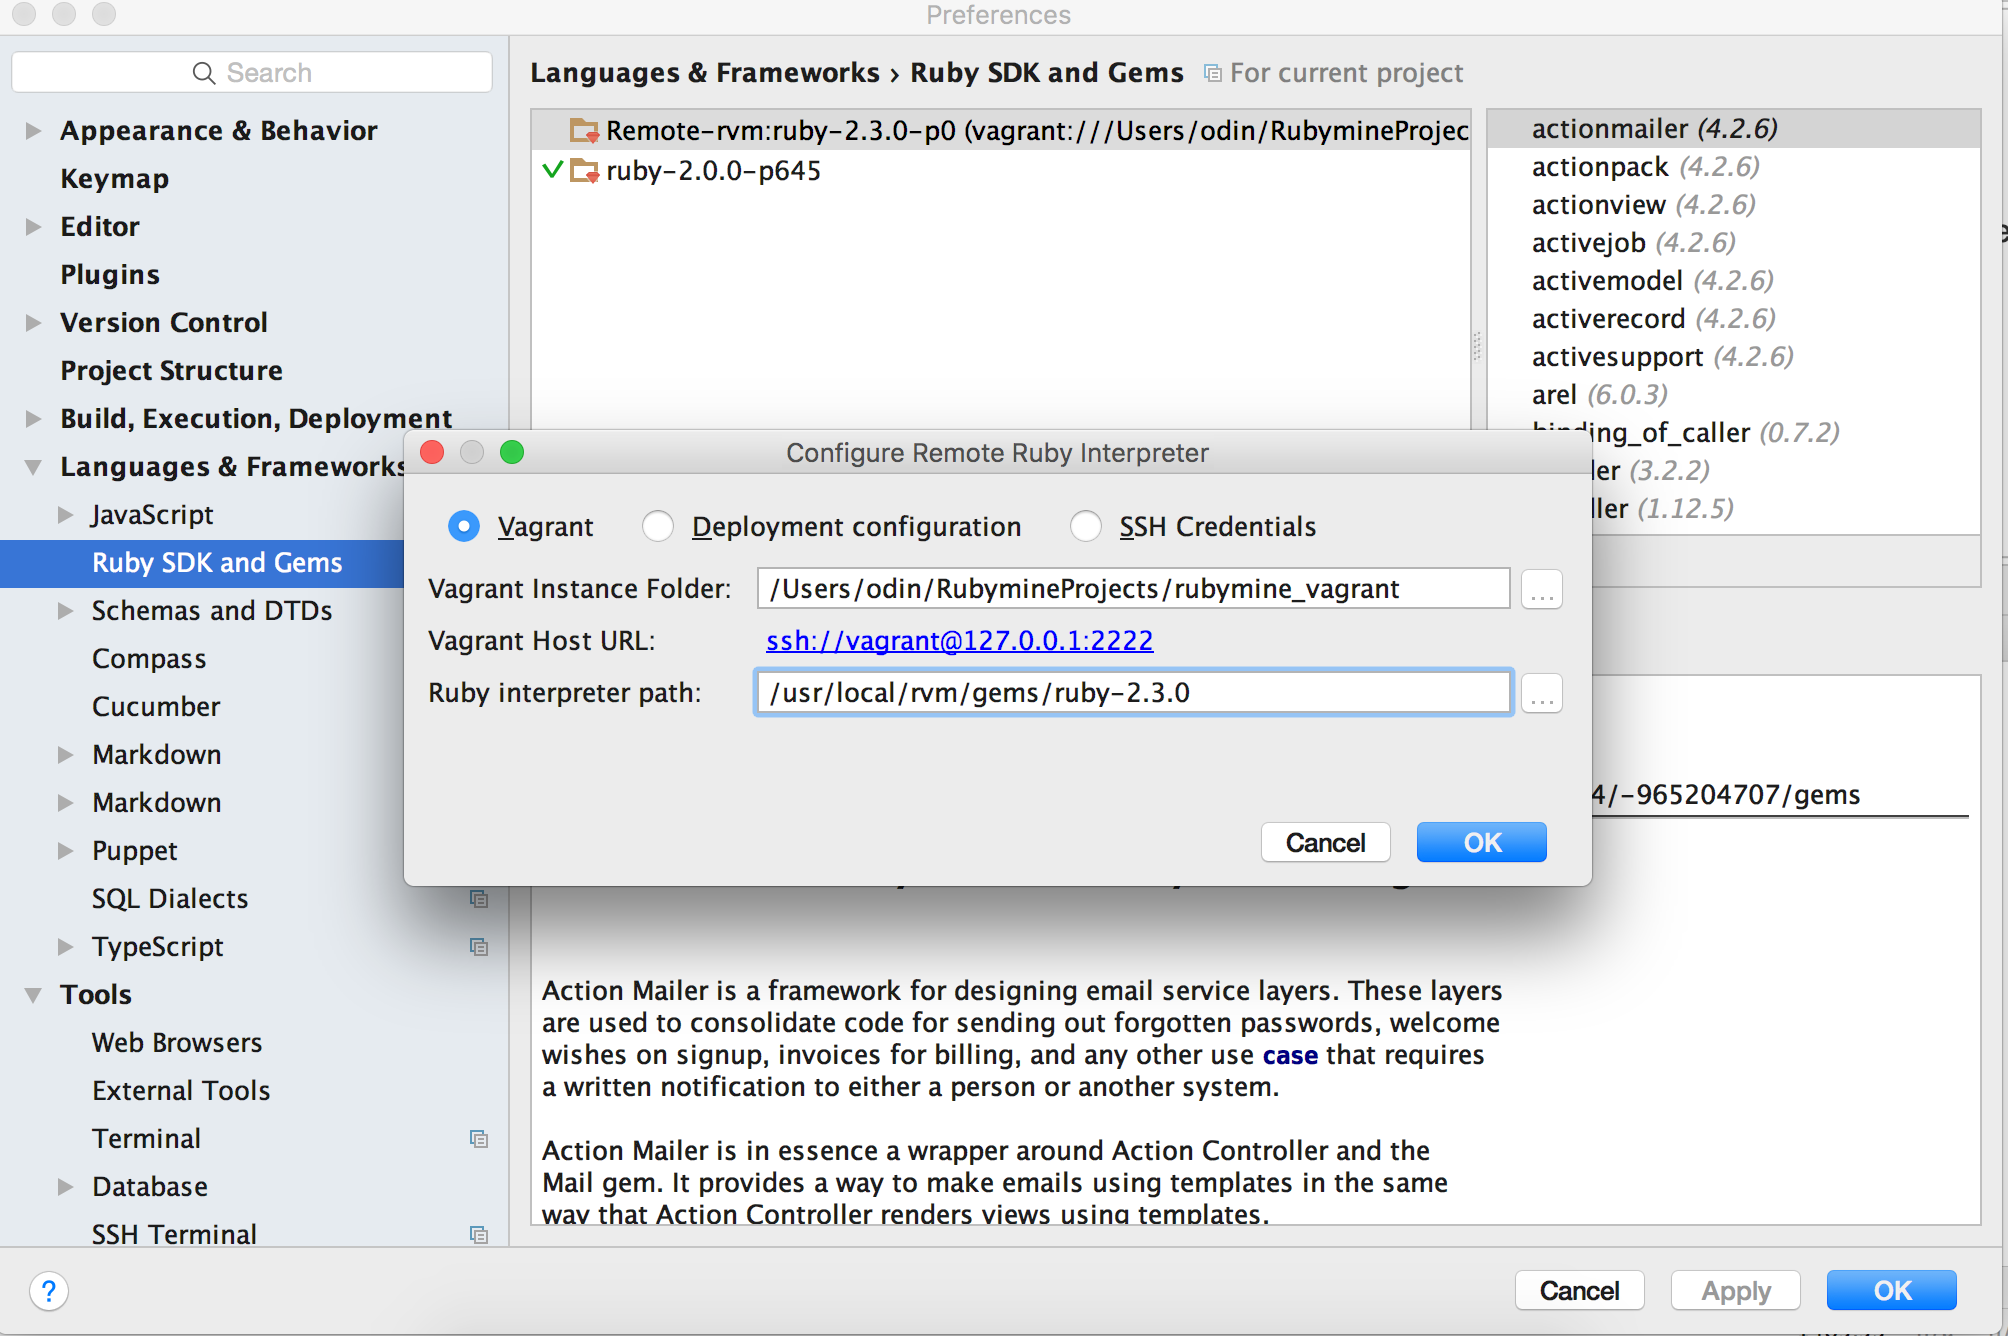 Preferences
Search
Appearance & Behavior
Keymap
Editor
Plugins
Version Control
Project Structure
Build, Execution, Deployment
Languages & Frameworks
JavaScript
Ruby SDK and Gems
Schemas and DTDs
Compass
Cucumber
Markdown
Markdown
Puppet
SQL Dialects
TypeScript
Tools
Web Browsers
External Tools
Terminal
Database
SSH Terminal
Languages & Frameworks › Ruby SDK and Gems For current project
Remote-rvm:ruby-2.3.0-p0 (vagrant:///Users/odin/RubymineProjec
ruby-2.0.0-p645
actionmailer (4.2.6)
actionpack (4.2.6)
actionview (4.2.6)
activejob (4.2.6)
activemodel (4.2.6)
activerecord (4.2.6)
activesupport (4.2.6)
arel (6.0.3)
binding_of_caller (0.7.2)
ler (3.2.2)
ller (1.12.5)
Configure Remote Ruby Interpreter
Vagrant Deployment configuration SSH Credentials
Vagrant Instance Folder: /Users/odin/RubymineProjects/rubymine_vagrant ...
Vagrant Host URL: ssh://vagrant@127.0.0.1:2222
Ruby interpreter path: /usr/local/rvm/gems/ruby-2.3.0 ...
Cancel OK
4/-965204707/gems
Action Mailer is a framework for designing email service layers. These layers
are used to consolidate code for sending out forgotten passwords, welcome
wishes on signup, invoices for billing, and any other use case that requires
a written notification to either a person or another system.
Action Mailer is in essence a wrapper around Action Controller and the
Mail gem. It provides a way to make emails using templates in the same
way that Action Controller renders views using templates.
? Cancel Apply OK